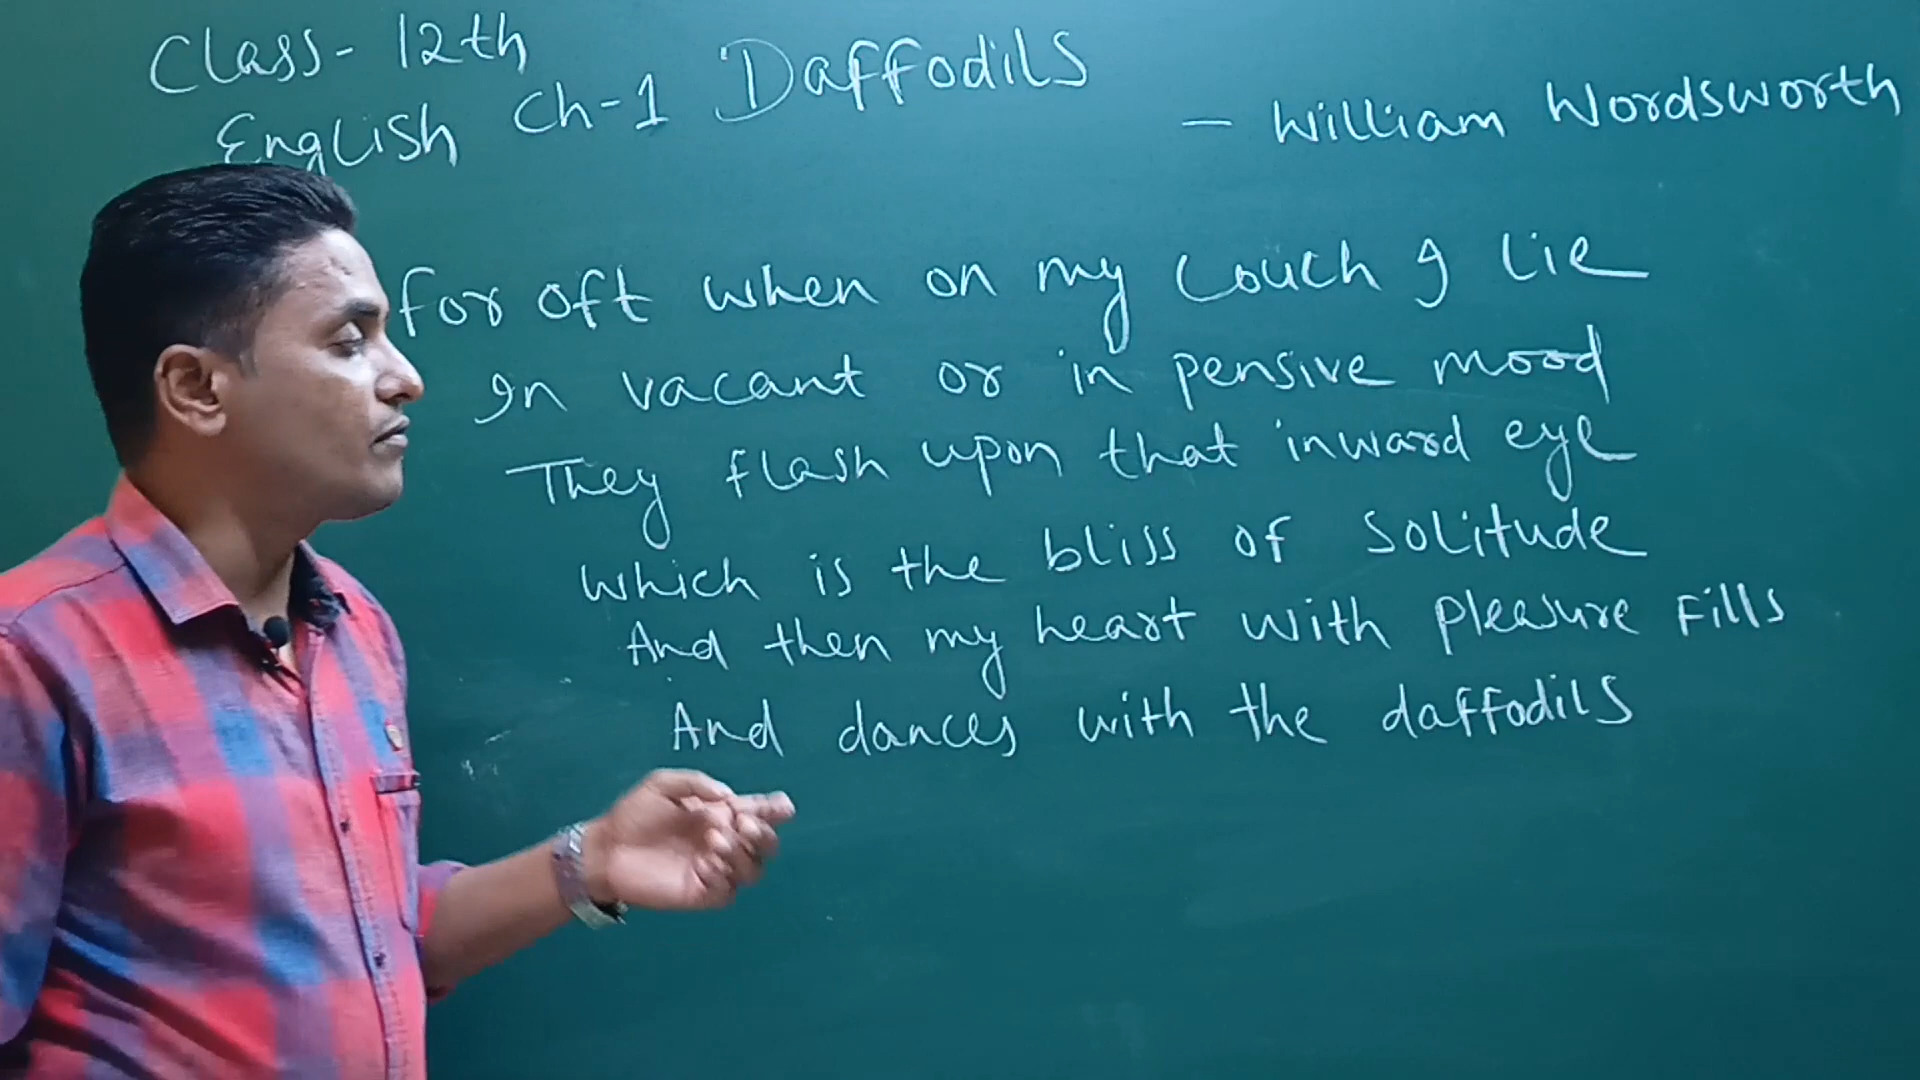 Class- 12th
English Ch-1 Daffodils
- William Wordsworth
For oft when on my couch I lie
In vacant or in pensive mood
They flash upon that inward eye
Which is the bliss of solitude
And then my heart with pleasure fills
And dances with the daffodils